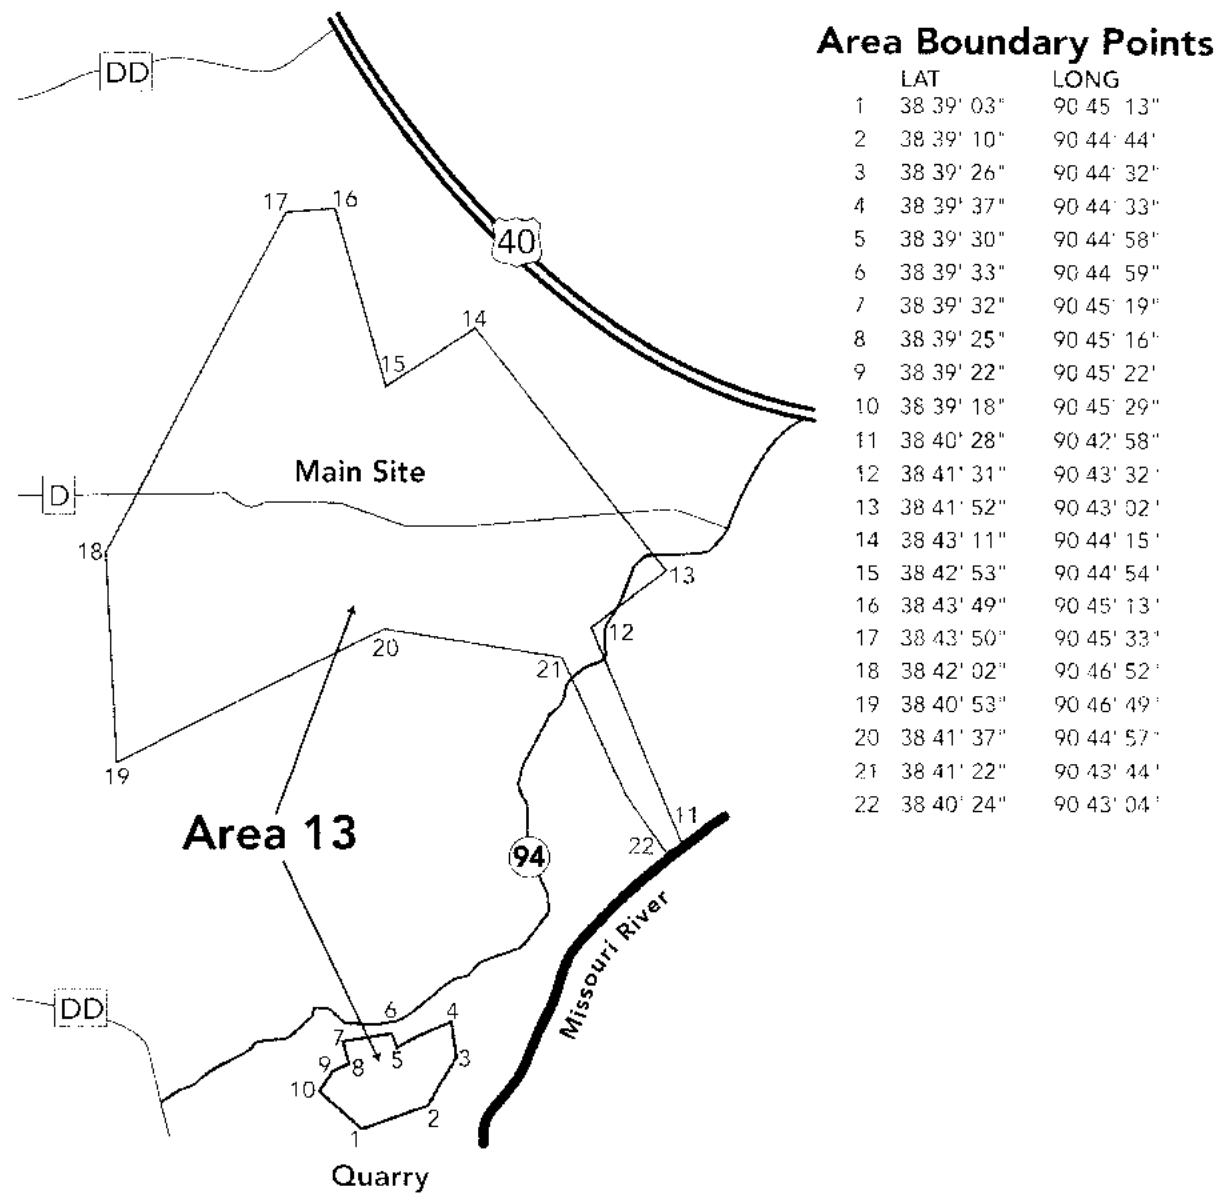 DD
17
16
40
14
15
Main Site
D
18
13
12
20
21
19
Area 13
11
22
94
Missouri River
DD
6
4
7
5
3
9
8
10
2
1
Quarry
Area Boundary Points
LAT LONG
1 38 39' 03" 90 45' 13"
2 38 39' 10" 90 44' 44'
3 38 39' 26" 90 44' 32"
4 38 39' 37" 90 44' 33"
5 38 39' 30" 90 44' 58"
6 38 39' 33" 90 44 59"
7 38 39' 32" 90 45' 19"
8 38 39' 25" 90 45' 16"
9 38 39' 22" 90 45' 22'
10 38 39' 18" 90 45' 29"
11 38 40' 28" 90 42' 58"
12 38 41' 31" 90 43' 32'
13 38 41' 52" 90 43' 02"
14 38 43' 11" 90 44' 15'
15 38 42' 53" 90 44' 54'
16 38 43' 49" 90 45' 13'
17 38 43' 50" 90 45' 33'
18 38 42' 02" 90 46' 52'
19 38 40' 53" 90 46' 49"
20 38 41' 37" 90 44' 57"
21 38 41' 22" 90 43' 44'
22 38 40' 24" 90 43' 04'